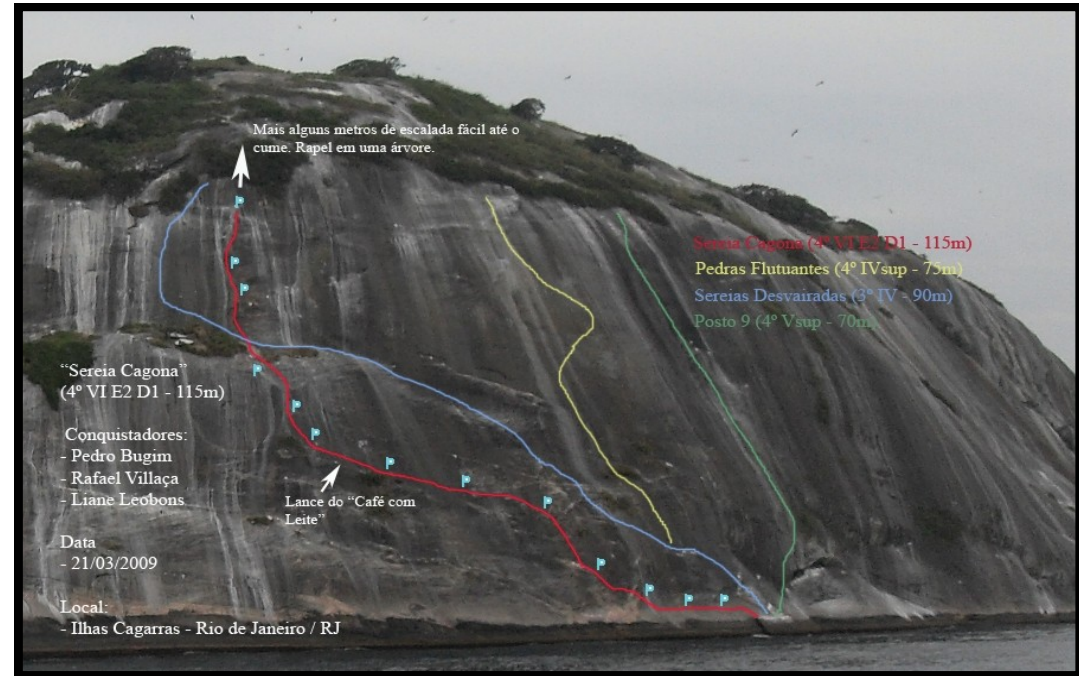 Mais alguns metros de escalada fácil até o
cume. Rapel em uma árvore.
Sereia Cagona (4º VI E2 D1 - 115m)
Pedras Flutuantes (4º IVsup - 75m)
Sereias Desvairadas (3º IV - 90m)
Posto 9 (4º Vsup - 70m)
“Sereia Cagona”
(4º VI E2 D1 - 115m)
Conquistadores:
- Pedro Bugim
- Rafael Villaça
- Liane Leobons
Lance do “Café com
Leite”
Data
- 21/03/2009
Local:
- Ilhas Cagarras - Rio de Janeiro / RJ